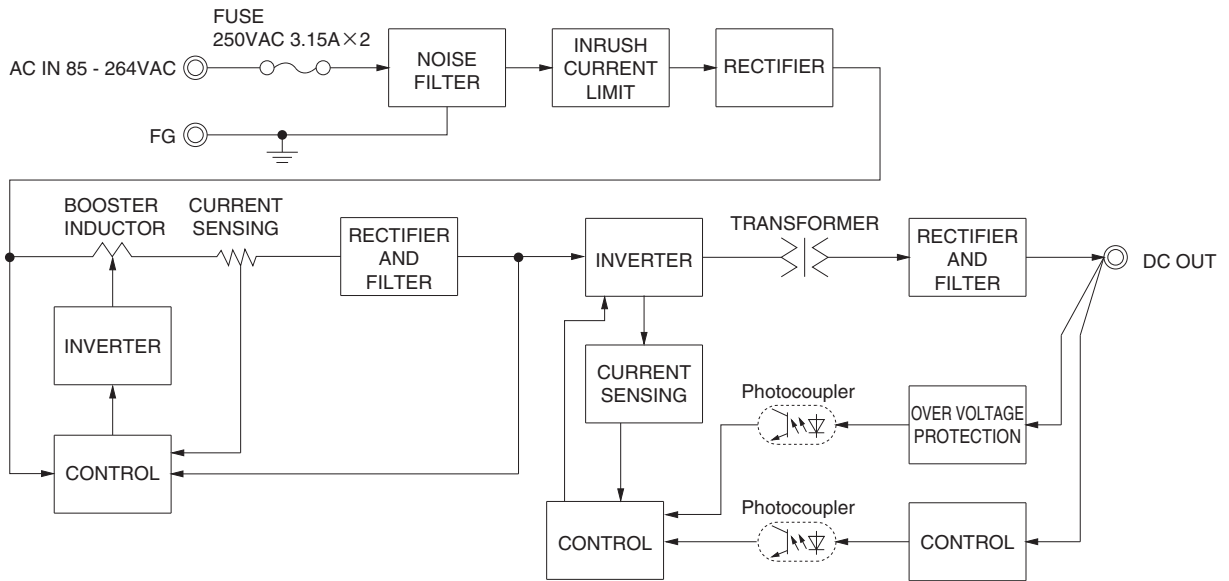 FUSE
250VAC 3.15A×2
AC IN 85 - 264VAC
NOISE
FILTER
INRUSH
CURRENT
LIMIT
RECTIFIER
FG
BOOSTER
INDUCTOR
CURRENT
SENSING
RECTIFIER
AND
FILTER
INVERTER
TRANSFORMER
RECTIFIER
AND
FILTER
DC OUT
INVERTER
CURRENT
SENSING
Photocoupler
OVER VOLTAGE
PROTECTION
CONTROL
CONTROL
Photocoupler
CONTROL